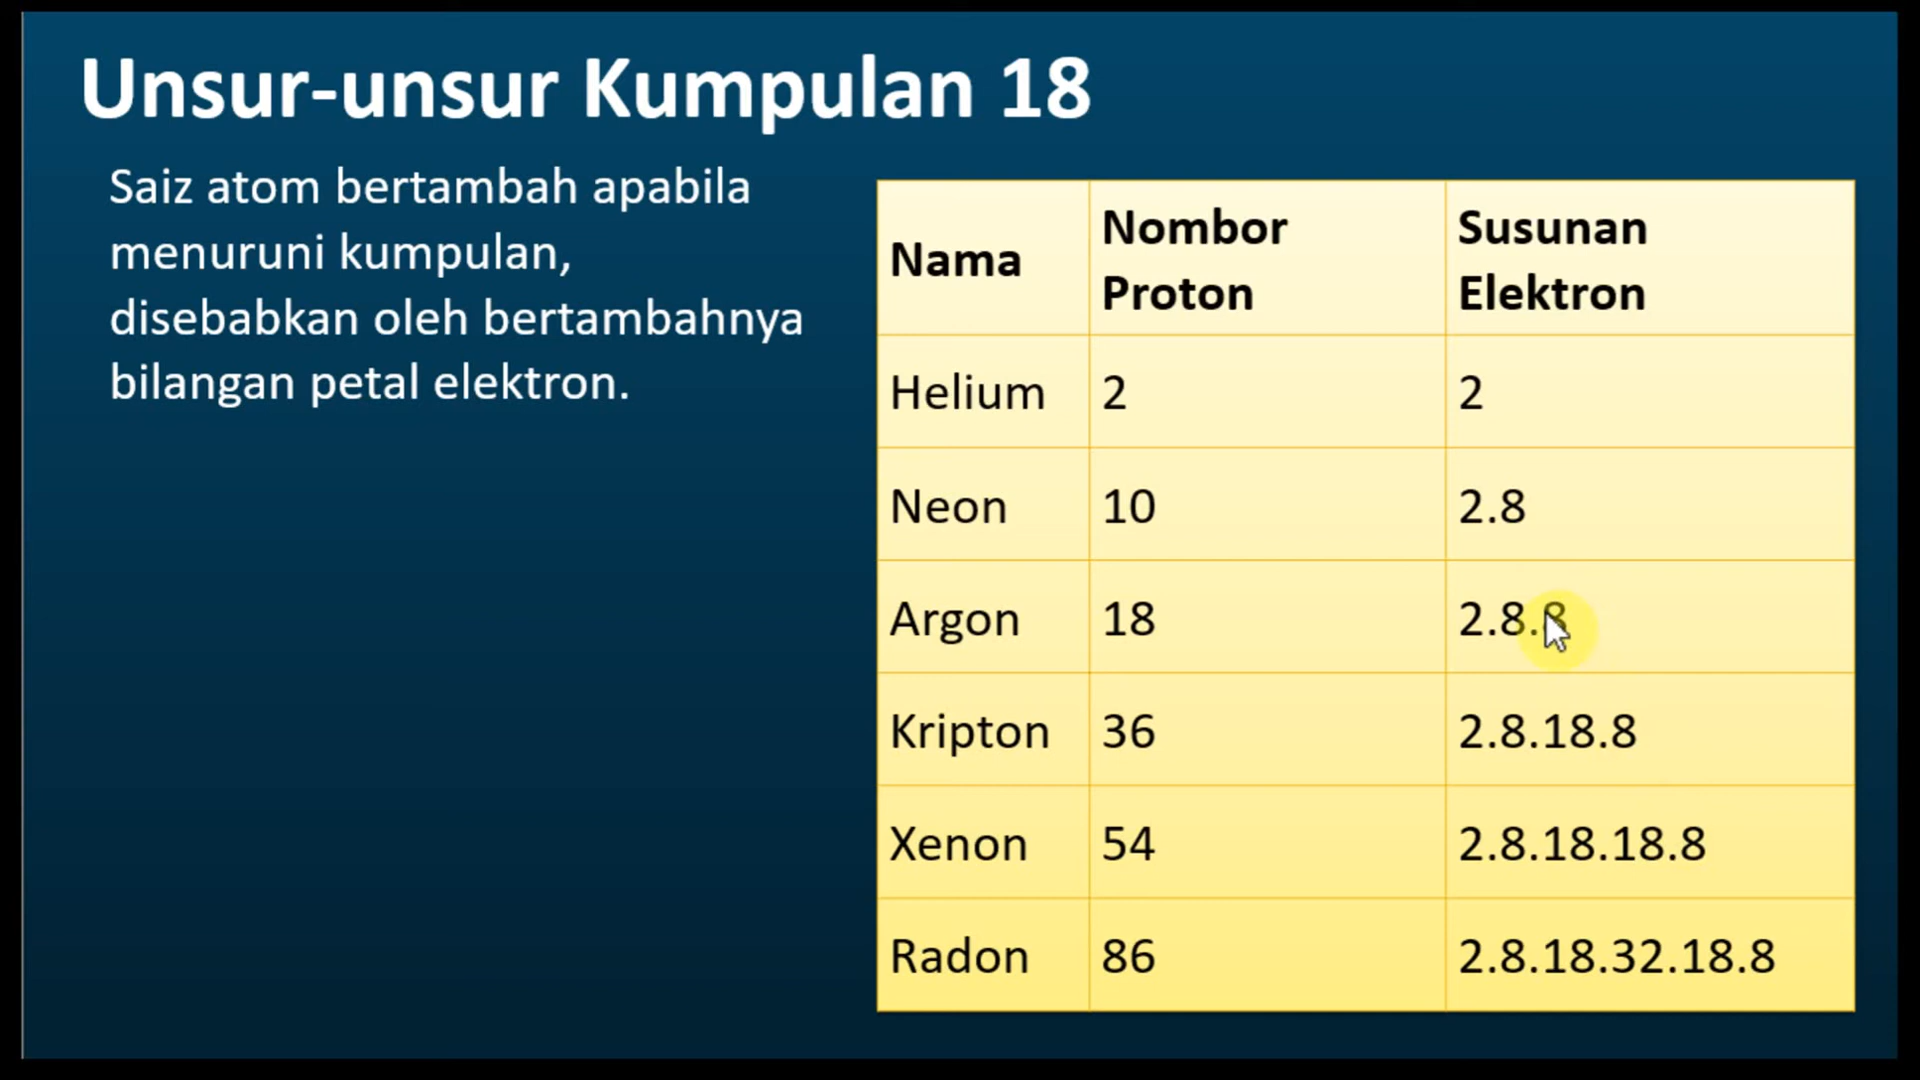 Unsur-unsur Kumpulan 18
Saiz atom bertambah apabila
menuruni kumpulan,
disebabkan oleh bertambahnya
bilangan petal elektron.
Nama
Nombor
Proton
Susunan
Elektron
Helium 2 2
Neon 10 2.8
Argon 18 2.8.8
Kripton 36 2.8.18.8
Xenon 54 2.8.18.18.8
Radon 86 2.8.18.32.18.8